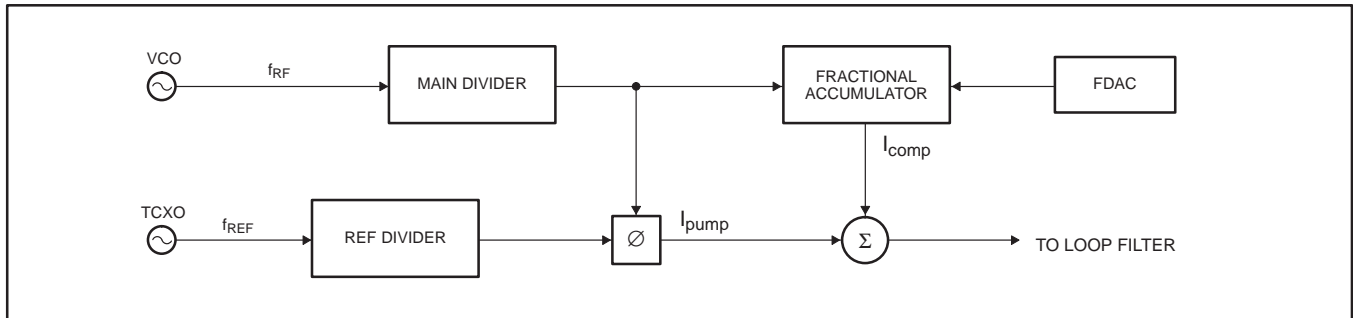 VCO
fRF
MAIN DIVIDER
FRACTIONAL
ACCUMULATOR
FDAC
Icomp
TCXO
fREF
REF DIVIDER
Ø
Ipump
Σ
TO LOOP FILTER